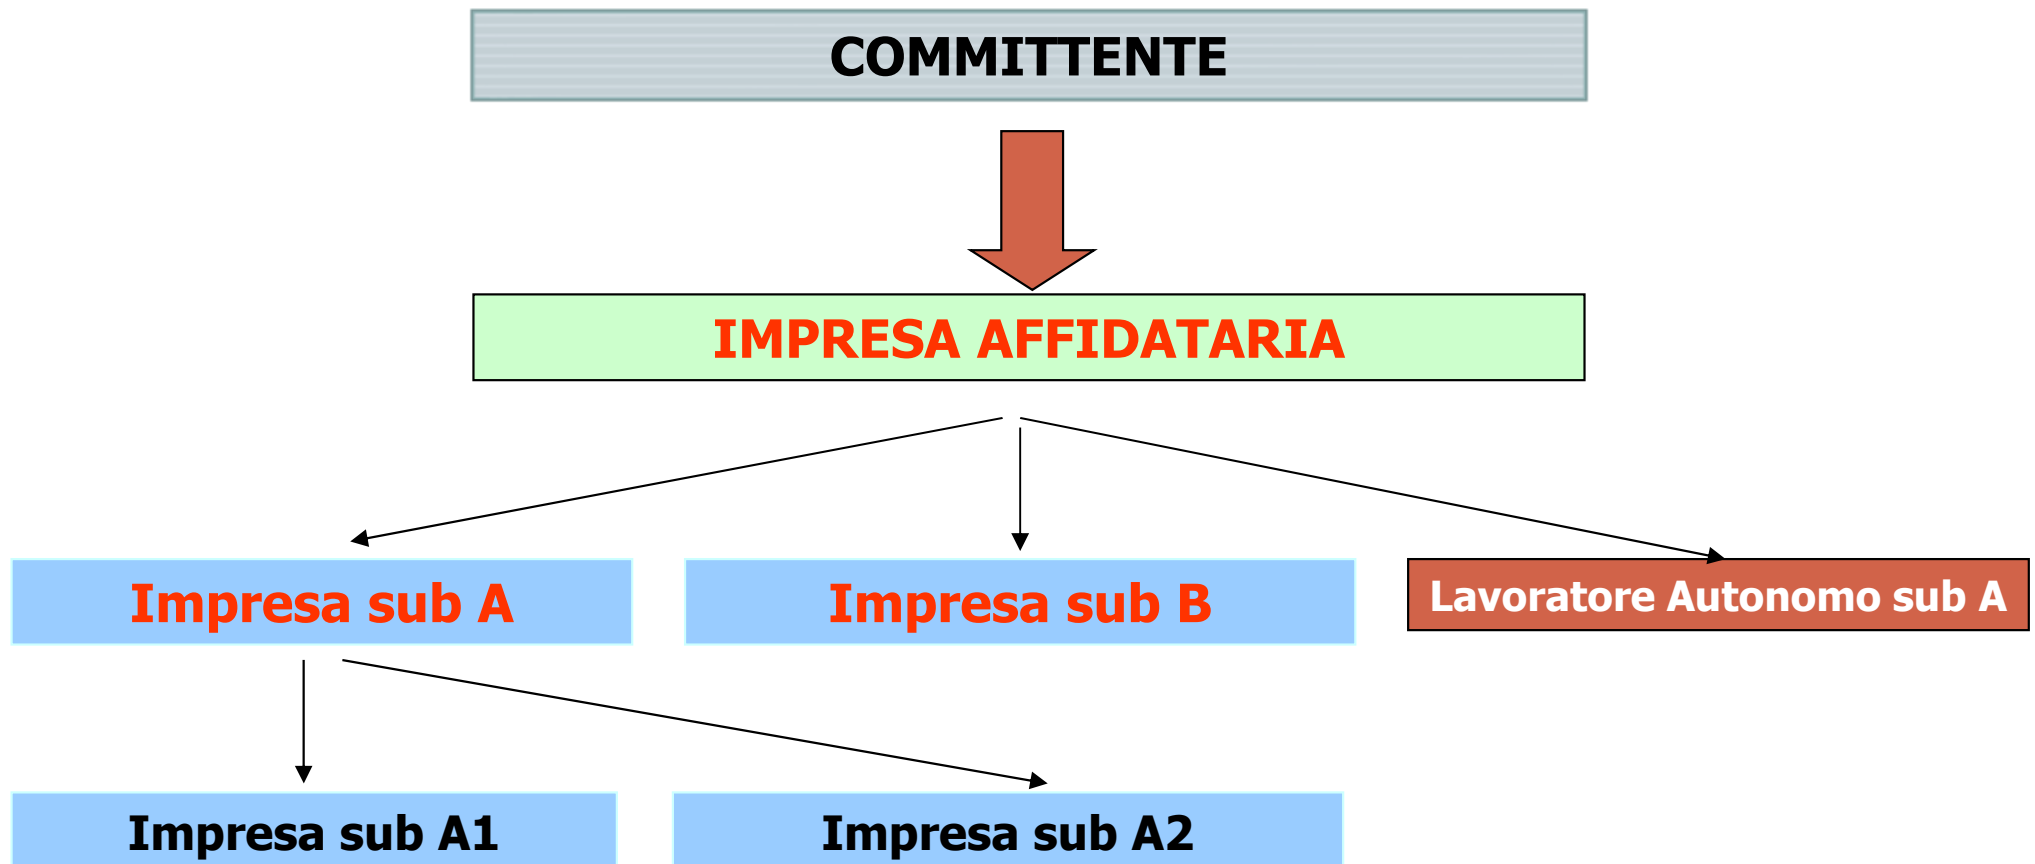 COMMITTENTE
IMPRESA AFFIDATARIA
Impresa sub A
Impresa sub B
Lavoratore Autonomo sub A
Impresa sub A1
Impresa sub A2